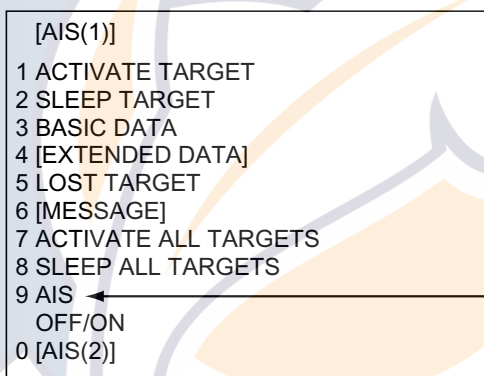 [AIS(1)]
1 ACTIVATE TARGET
2 SLEEP TARGET
3 BASIC DATA
4 [EXTENDED DATA]
5 LOST TARGET
6 [MESSAGE]
7 ACTIVATE ALL TARGETS
8 SLEEP ALL TARGETS
9 AIS
OFF/ON
0 [AIS(2)]